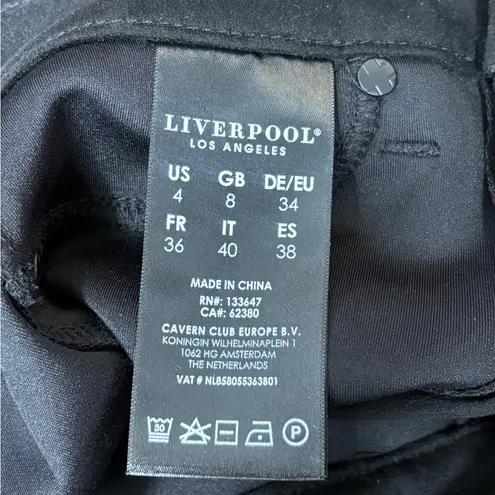 LIVERPOOL®
LOS ANGELES
US GB DE/EU
4 8 34
FR IT ES
36 40 38
MADE IN CHINA
RN#: 133647
CA#: 62380
CAVERN CLUB EUROPE B.V.
KONINGIN WILHELMINAPLEIN 1
1062 HG AMSTERDAM
THE NETHERLANDS
VAT # NL858055363801
30 P